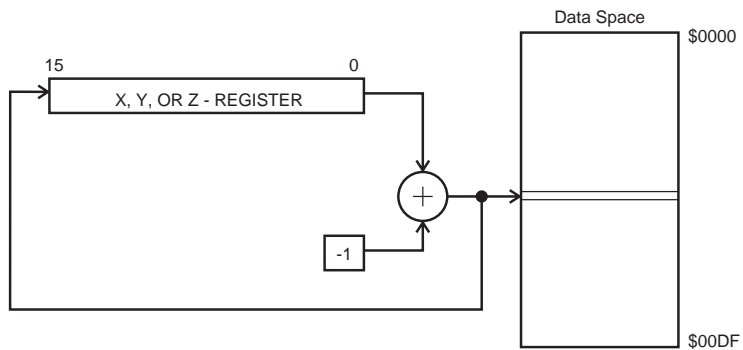 Data Space
$0000
15 0
X, Y, OR Z - REGISTER
+
-1
$00DF